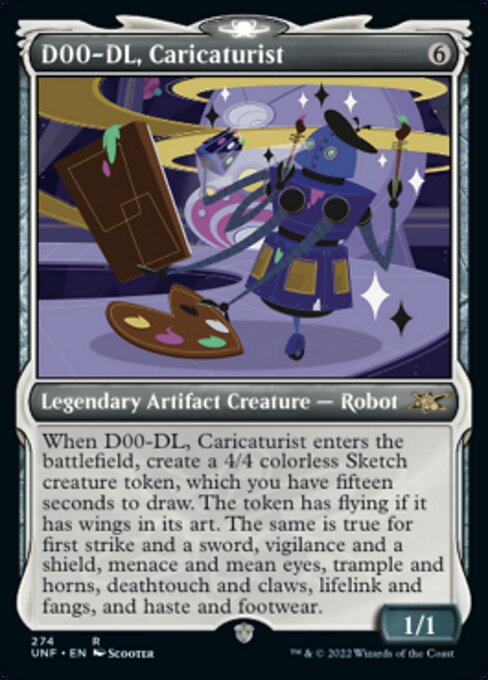 D00-DL, Caricaturist 6
Legendary Artifact Creature — Robot
When D00-DL, Caricaturist enters the
battlefield, create a 4/4 colorless Sketch
creature token, which you have fifteen
seconds to draw. The token has flying if it
has wings in its art. The same is true for
first strike and a sword, vigilance and a
shield, menace and mean eyes, trample and
horns, deathtouch and claws, lifelink and
fangs, and haste and footwear.
1/1
274 R
UNF • EN Scooter
™ & © 2022 Wizards of the Coast